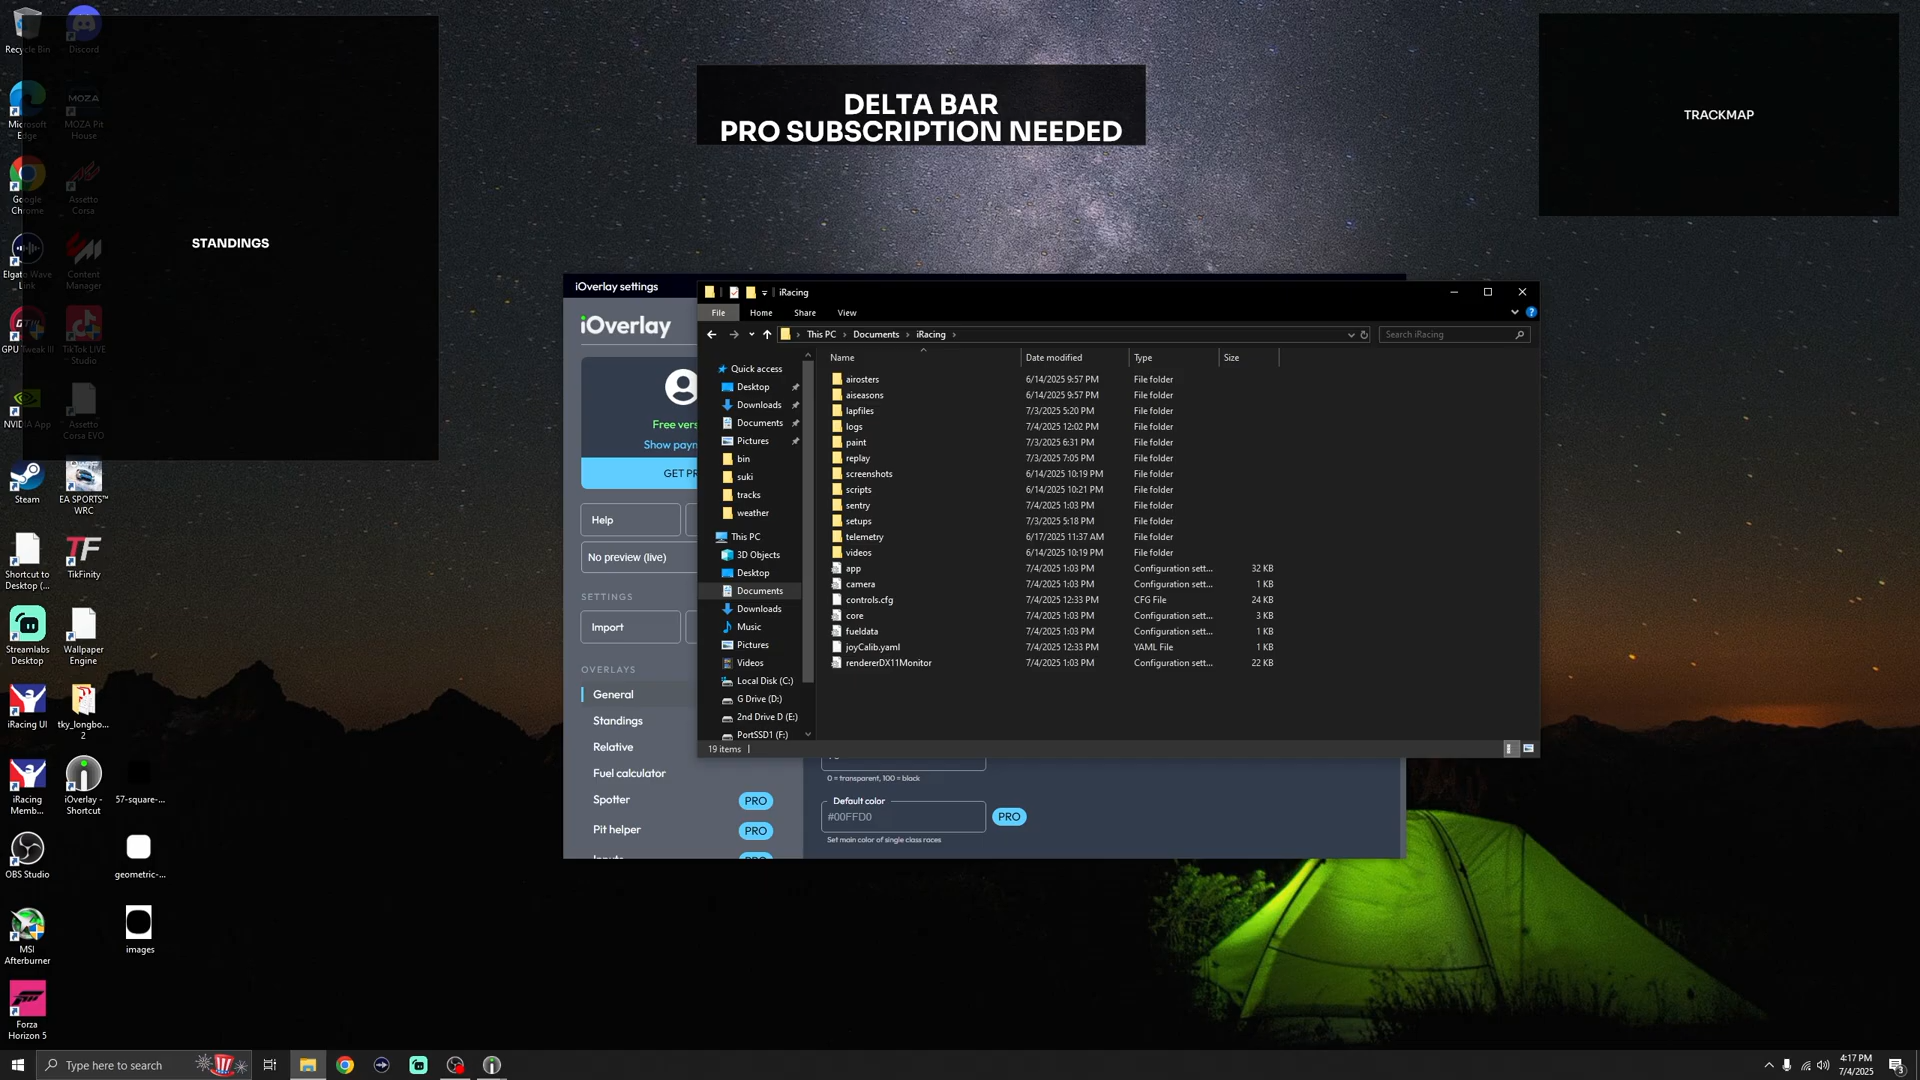 Recycle Bin
Discord
Microsoft
Edge
MOZA
MOZA Pit
House
Google
Chrome
Assetto
Corsa
Elgato Wave
Link
Content
Manager
GPU Tweak III
TikTok LIVE
Studio
NVIDIA App
Assetto
Corsa EVO
Steam
EA SPORTS™
WRC
Shortcut to
Desktop (...
TikFinity
Streamlabs
Desktop
Wallpaper
Engine
iRacing UI
tky_longbo...
2
iRacing
Memb...
iOverlay -
Shortcut
57-square-...
OBS Studio
geometric-...
MSI
Afterburner
images
Forza
Horizon 5
STANDINGS
DELTA BAR
PRO SUBSCRIPTION NEEDED
TRACKMAP
iOverlay settings
iOverlay
Free vers
Show payn
GET PR
Help
No preview (live)
SETTINGS
Import
OVERLAYS
General
Standings
Relative
Fuel calculator
Spotter PRO
Pit helper PRO
0 = transparent, 100 = black
Default color
#00FFD0 PRO
Set main color of single class races
iRacing
File Home Share View
This PC Documents iRacing
Search iRacing
Quick access
Desktop
Downloads
Documents
Pictures
bin
suki
tracks
weather
This PC
3D Objects
Desktop
Documents
Downloads
Music
Pictures
Videos
Local Disk (C:)
G Drive (D:)
2nd Drive D (E:)
PortSSD1 (F:)
Name Date modified Type Size
airosters 6/14/2025 9:57 PM File folder
aiseasons 6/14/2025 9:57 PM File folder
lapfiles 7/3/2025 5:20 PM File folder
logs 7/4/2025 12:02 PM File folder
paint 7/3/2025 6:31 PM File folder
replay 7/3/2025 7:05 PM File folder
screenshots 6/14/2025 10:19 PM File folder
scripts 6/14/2025 10:21 PM File folder
sentry 7/4/2025 1:03 PM File folder
setups 7/3/2025 5:18 PM File folder
telemetry 6/17/2025 11:37 AM File folder
videos 6/14/2025 10:19 PM File folder
app 7/4/2025 1:03 PM Configuration sett... 32 KB
camera 7/4/2025 1:03 PM Configuration sett... 1 KB
controls.cfg 7/4/2025 12:33 PM CFG File 24 KB
core 7/4/2025 1:03 PM Configuration sett... 3 KB
fueldata 7/4/2025 1:03 PM Configuration sett... 1 KB
joyCalib.yaml 7/4/2025 12:33 PM YAML File 1 KB
rendererDX11Monitor 7/4/2025 1:03 PM Configuration sett... 22 KB
19 items
Type here to search
4:17 PM
7/4/2025
3